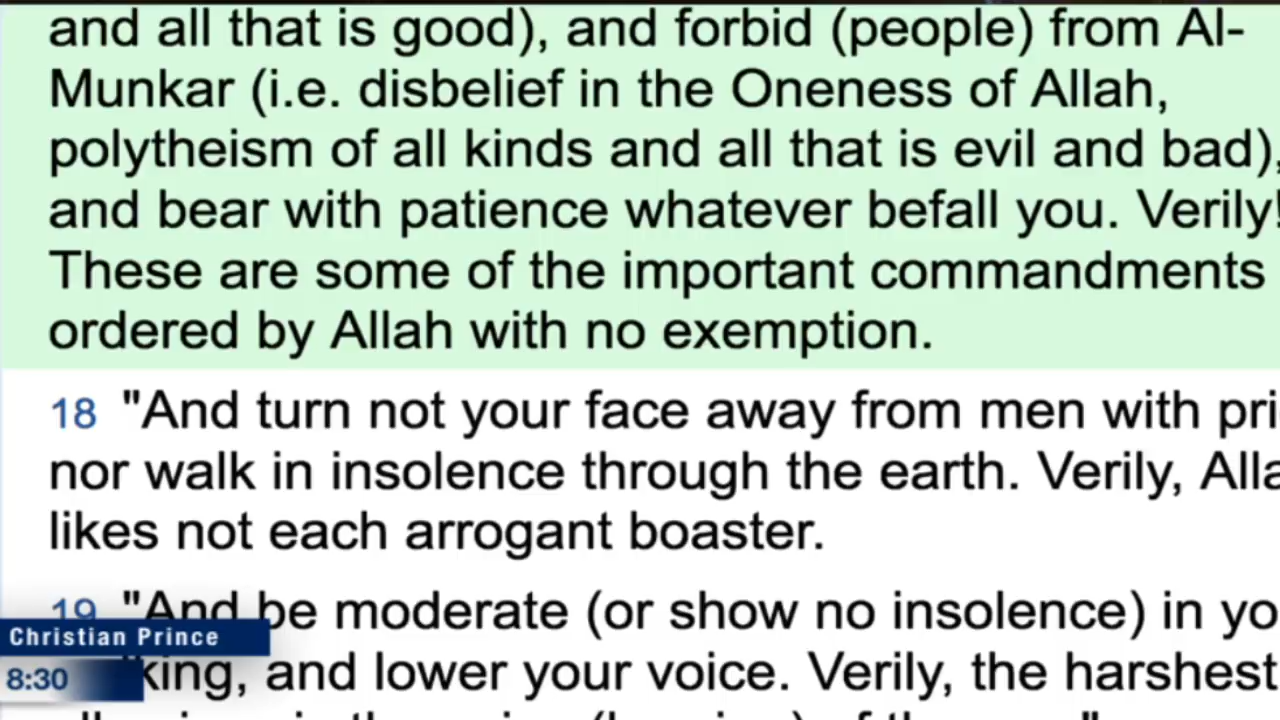 and all that is good), and forbid (people) from Al-
Munkar (i.e. disbelief in the Oneness of Allah,
polytheism of all kinds and all that is evil and bad),
and bear with patience whatever befall you. Verily!
These are some of the important commandments
ordered by Allah with no exemption.
18 "And turn not your face away from men with
nor walk in insolence through the earth. Verily,
likes not each arrogant boaster.
19 "And be moderate (or show no insolence) in
Christian Prince
and lower your voice. Verily, the harshest
8:30